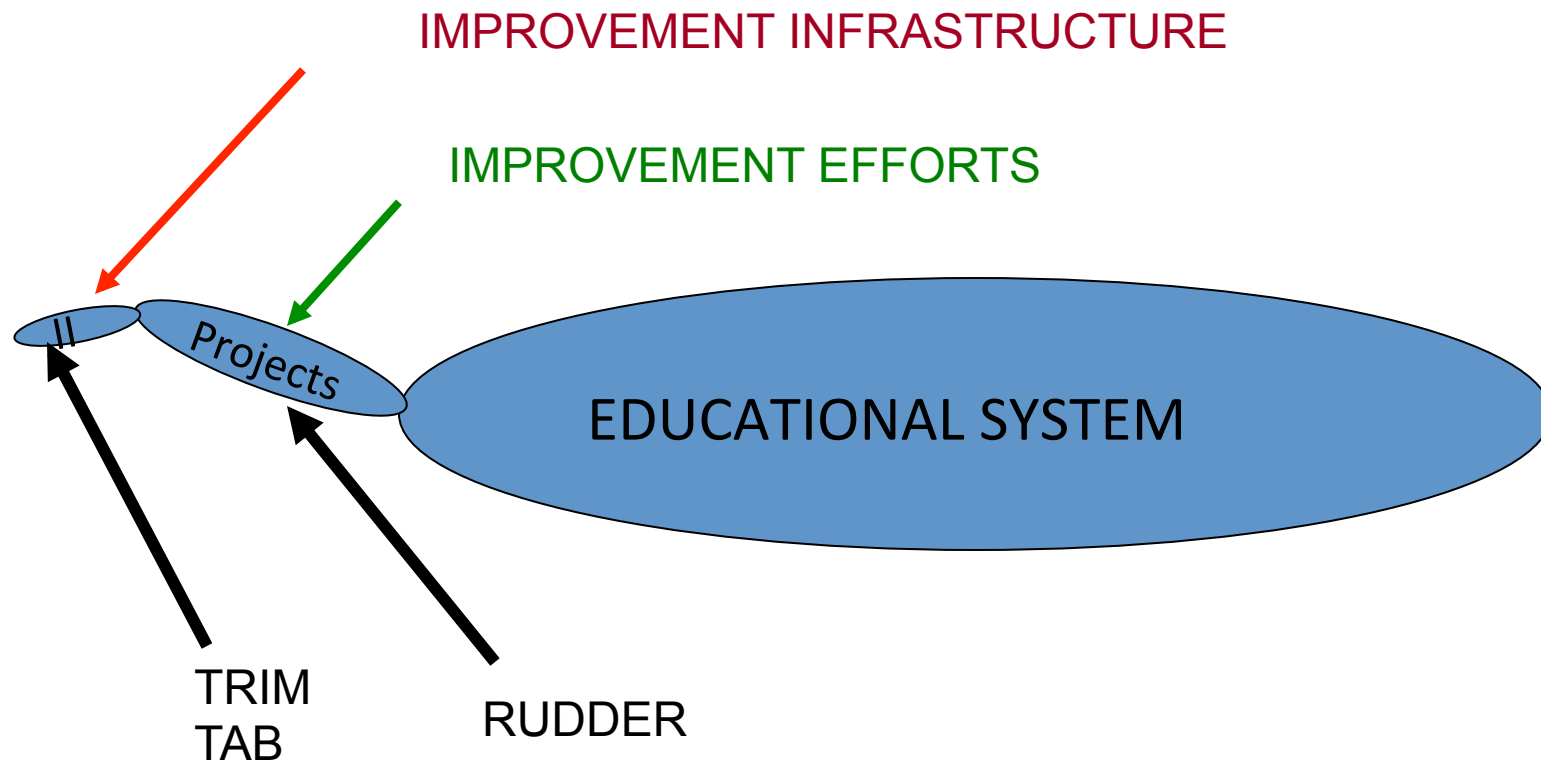 IMPROVEMENT INFRASTRUCTURE
IMPROVEMENT EFFORTS
II
Projects
EDUCATIONAL SYSTEM
TRIM
TAB
RUDDER